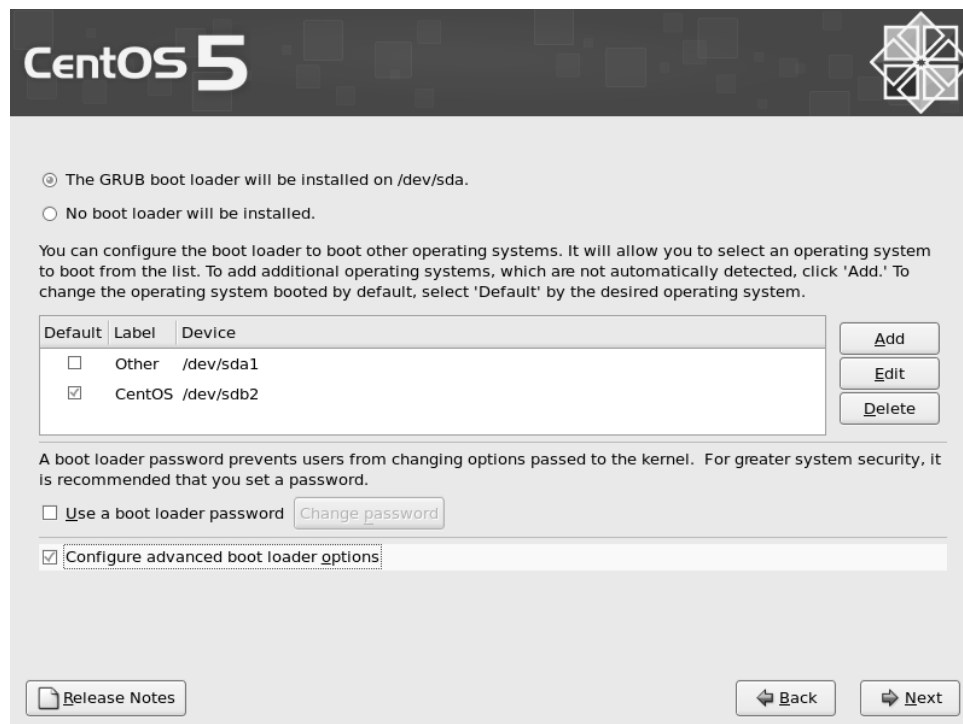 CentOS 5
The GRUB boot loader will be installed on /dev/sda.
No boot loader will be installed.
You can configure the boot loader to boot other operating systems. It will allow you to select an operating system
to boot from the list. To add additional operating systems, which are not automatically detected, click 'Add.' To
change the operating system booted by default, select 'Default' by the desired operating system.
Default Label Device
Other /dev/sda1
CentOS /dev/sdb2
Add
Edit
Delete
A boot loader password prevents users from changing options passed to the kernel.  For greater system security, it
is recommended that you set a password.
Use a boot loader password Change password
Configure advanced boot loader options
Release Notes Back Next